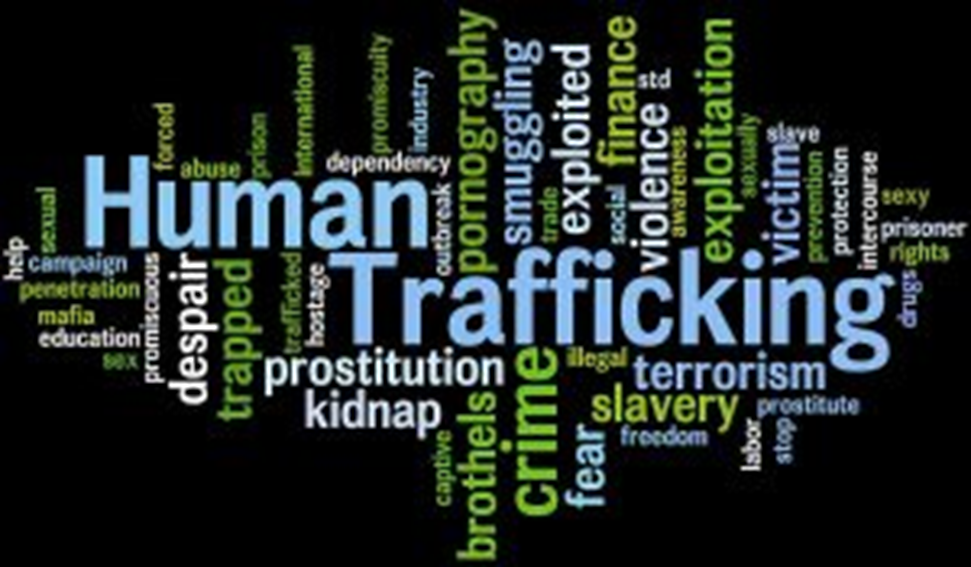 Human
Trafficking
forced
abuse
prison
international
promiscuity
industry
dependency
outbreak
pornography
smuggling
trade
exploited
finance
social
std
violence
awareness
exploitation
sexually
slave
victim
prevention
protection
intercourse
sexy
prisoner
rights
drugs
sexual
help
campaign
penetration
mafia
education
sex
promiscuous
despair
trapped
trafficked
hostage
prostitution
kidnap
captive
brothels
crime
fear
illegal
terrorism
slavery
prostitute
freedom
labor
stop